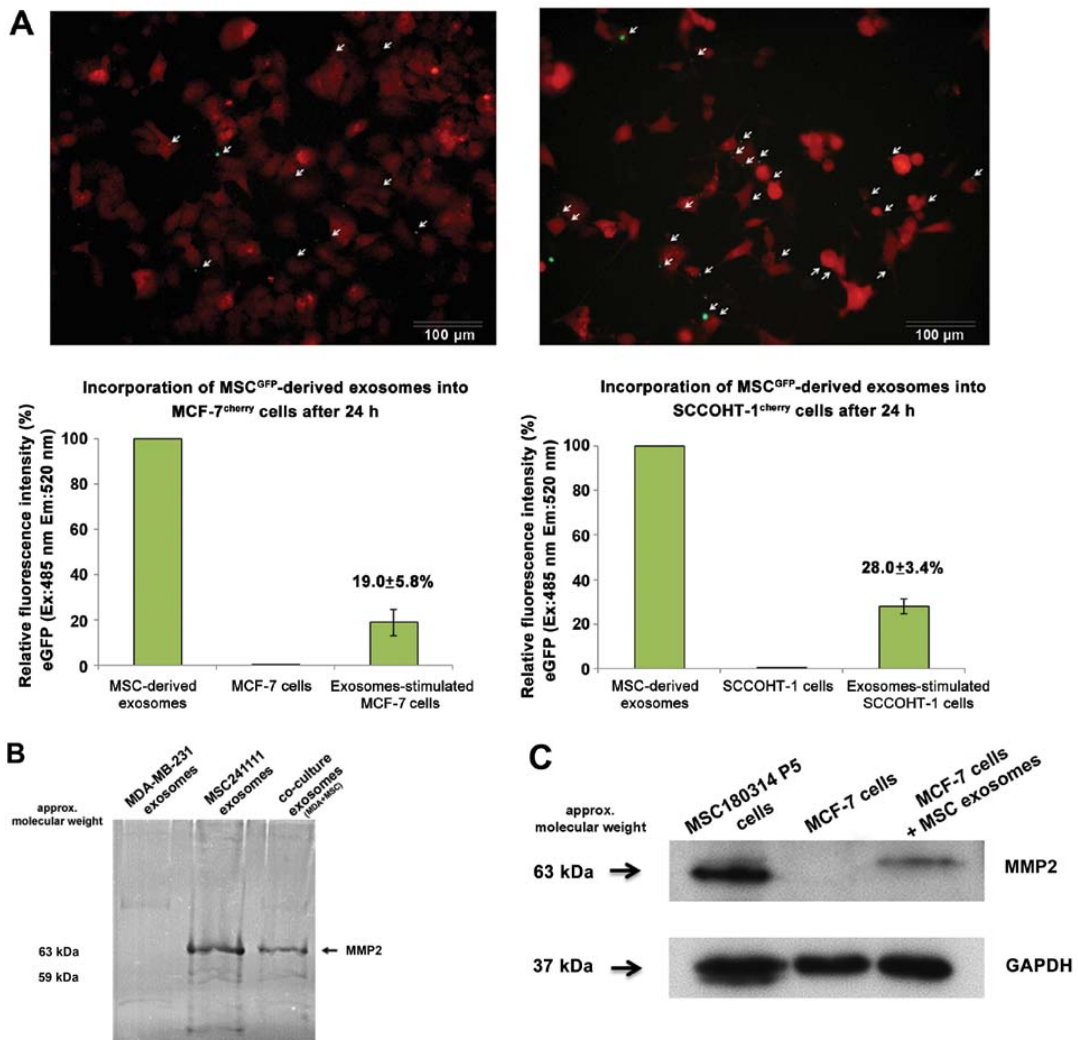 A
100 µm
100 µm
Incorporation of MSCGFP-derived exosomes into
MCF-7cherry cells after 24 h
Relative fluorescence intensity (%)
eGFP (Ex:485 nm Em:520 nm)
100
80
60
40
20
0
19.0±5.8%
MSC-derived
exosomes
MCF-7 cells
Exosomes-stimulated
MCF-7 cells
Incorporation of MSCGFP-derived exosomes into
SCCOHT-1cherry cells after 24 h
Relative fluorescence intensity (%)
eGFP (Ex:485 nm Em:520 nm)
100
80
60
40
20
0
28.0±3.4%
MSC-derived
exosomes
SCCOHT-1 cells
Exosomes-stimulated
SCCOHT-1 cells
B
approx.
molecular weight
MDA-MB-231
exosomes
MSC241111
exosomes
co-culture
exosomes
(MDA+MSC)
63 kDa
59 kDa
MMP2
C
approx.
molecular weight
MSC180314 P5
cells
MCF-7 cells
MCF-7 cells
+ MSC exosomes
63 kDa
MMP2
37 kDa
GAPDH